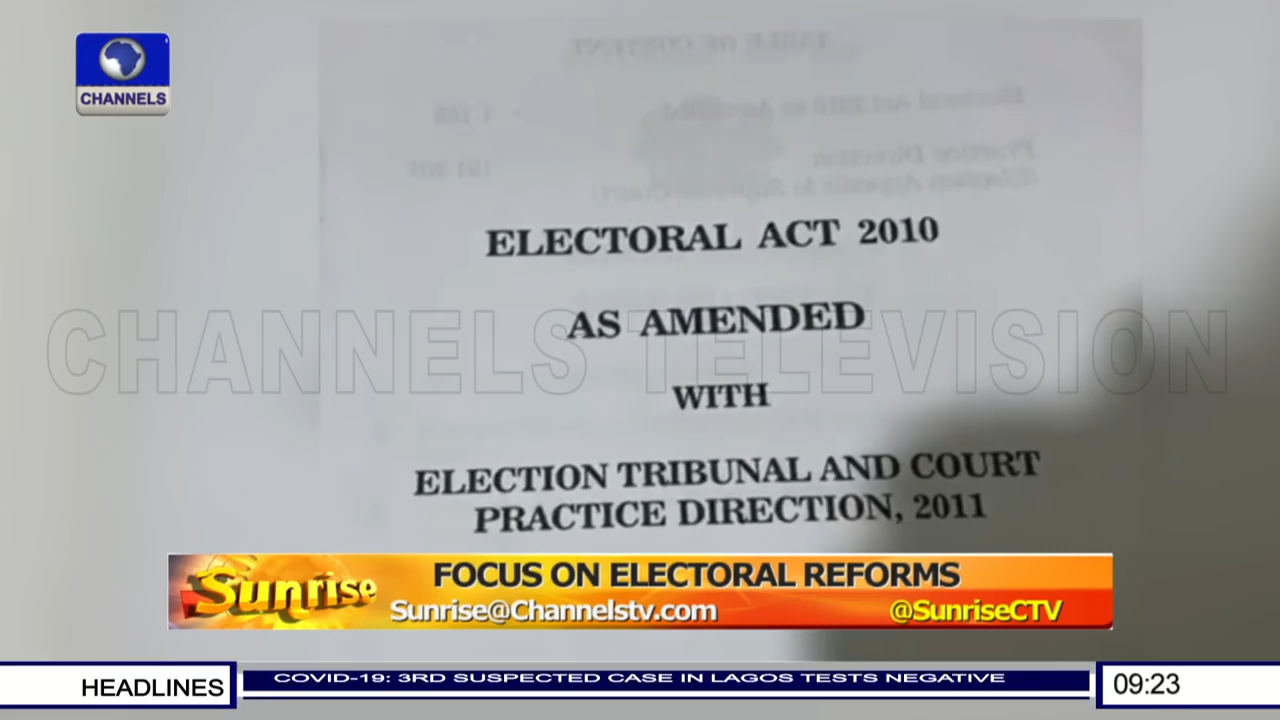 CHANNELS
ELECTORAL ACT 2010
AS AMENDED
CHANNELS TELEVISION
WITH
ELECTION TRIBUNAL AND COURT
PRACTICE DIRECTION, 2011
Sunrise
FOCUS ON ELECTORAL REFORMS
Sunrise@Channelstv.com @SunriseCTV
HEADLINES
COVID-19: 3RD SUSPECTED CASE IN LAGOS TESTS NEGATIVE
09:23